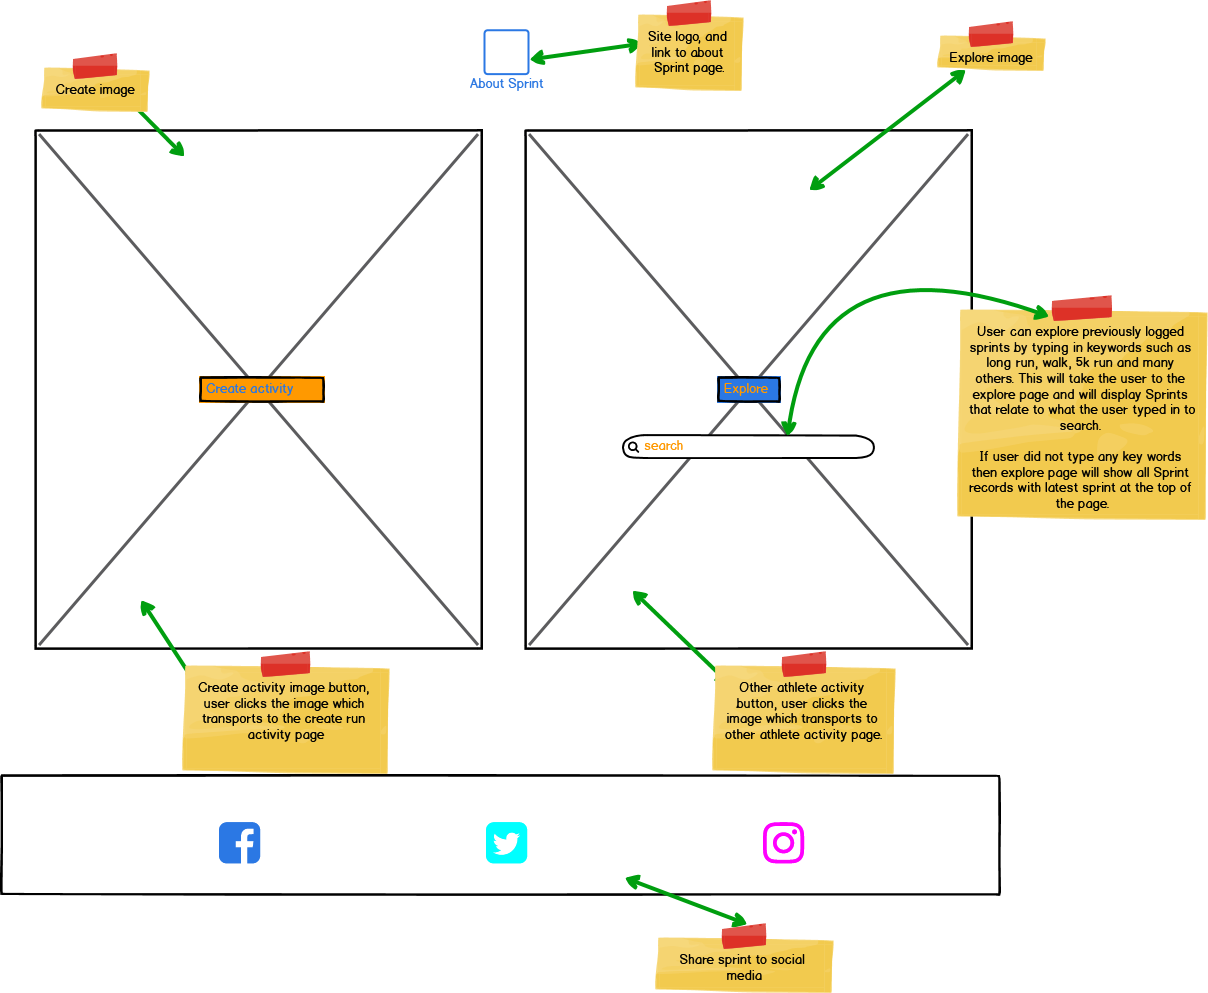 Site logo, and
link to about
Sprint page.
Explore image
Create image
About Sprint
User can explore previously logged
sprints by typing in keywords such as
long run, walk, 5k run and many
others. This will take the user to the
explore page and will display Sprints
that relate to what the user typed in to
search.
If user did not type any key words
then explore page will show all Sprint
records with latest sprint at the top of
the page.
Create activity
Explore
search
Create activity image button,
user clicks the image which
transports to the create run
activity page
Other athlete activity
button, user clicks the
image which transports to
other athlete activity page.
Share sprint to social
media